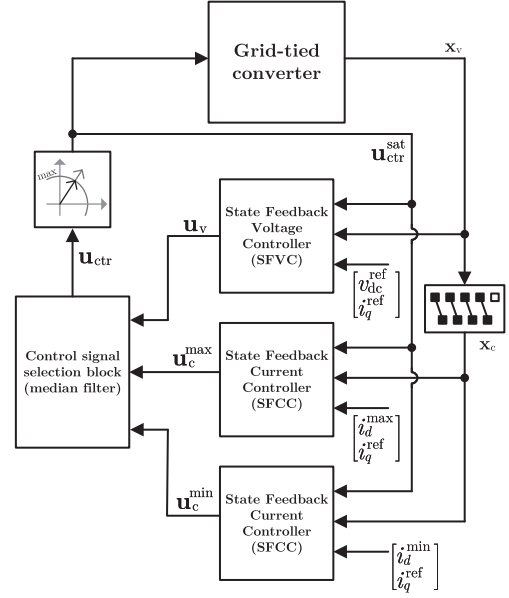 Grid-tied
converter
x_v
max
u_ctr^sat
State Feedback
Voltage
Controller
(SFVC)
u_v
u_ctr
[v_dc^ref
i_q^ref]
Control signal
selection block
(median filter)
u_c^max
State Feedback
Current
Controller
(SFCC)
x_c
[i_d^max
i_q^ref]
u_c^min
State Feedback
Current
Controller
(SFCC)
[i_d^min
i_q^ref]